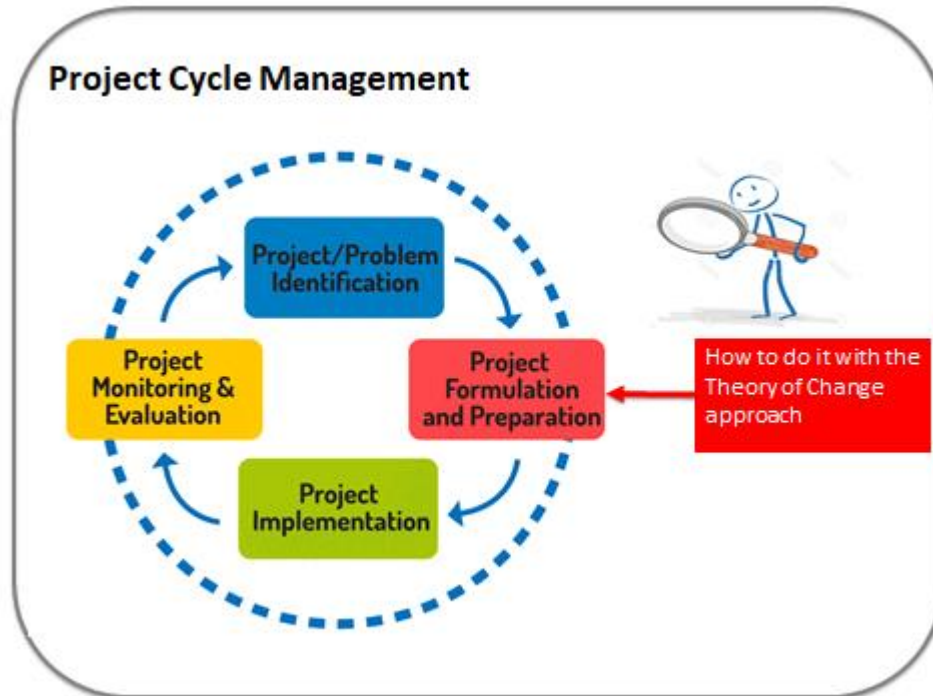 Project Cycle Management
Project/Problem
Identification
Project
Monitoring &
Evaluation
Project
Formulation
and Preparation
How to do it with the
Theory of Change
approach
Project
Implementation